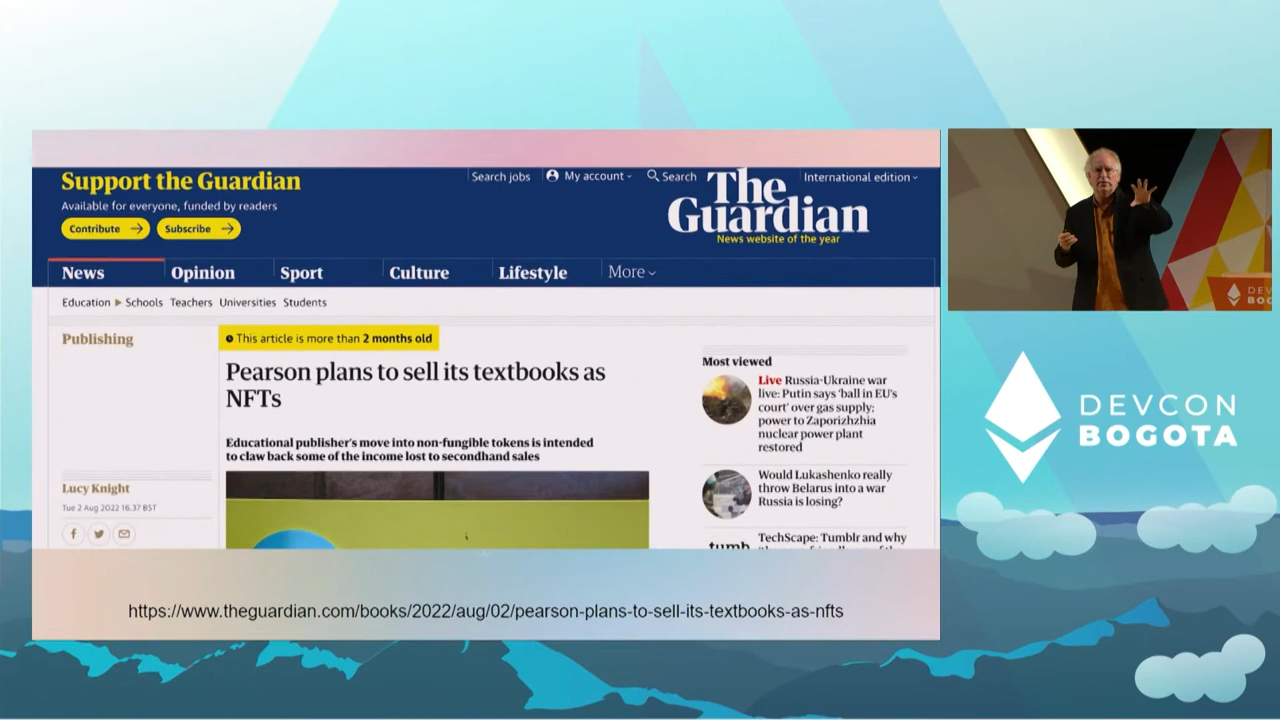 Support the Guardian
Available for everyone, funded by readers
Contribute
Subscribe
Search jobs
My account
Search
International edition
The
Guardian
News website of the year
News
Opinion
Sport
Culture
Lifestyle
More
Education
Schools
Teachers
Universities
Students
Publishing
This article is more than 2 months old
Pearson plans to sell its textbooks as
NFTs
Educational publisher's move into non-fungible tokens is intended
to claw back some of the income lost to secondhand sales
Lucy Knight
Tue 2 Aug 2022 16.37 BST
Most viewed
Live Russia-Ukraine war
live: Putin says 'ball in EU's
court' over gas supply;
power to Zaporizhzhia
nuclear power plant
restored
Would Lukashenko really
throw Belarus into a war
Russia is losing?
TechScape: Tumblr and why
https://www.theguardian.com/books/2022/aug/02/pearson-plans-to-sell-its-textbooks-as-nfts
DEVCON
BOGOTA